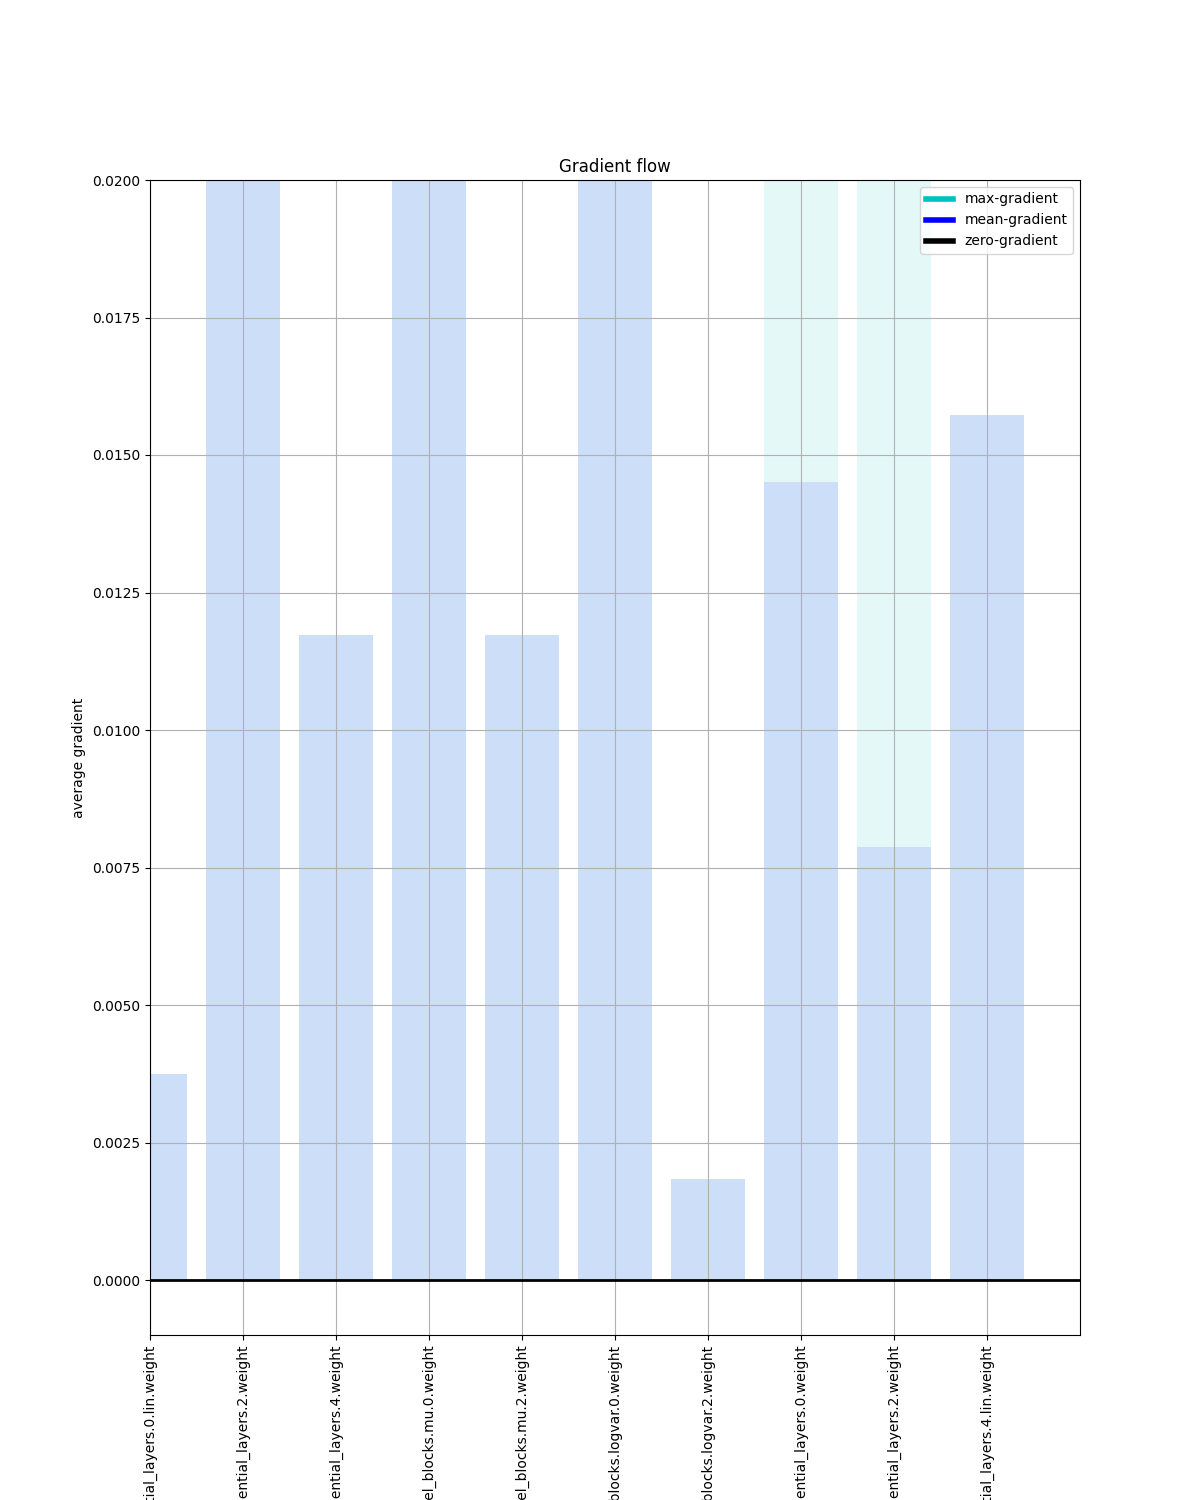 Gradient flow
max-gradient
mean-gradient
zero-gradient
0.0200
0.0175
0.0150
0.0125
0.0100
0.0075
0.0050
0.0025
0.0000
average gradient
tial_layers.0.lin.weight
ential_layers.2.weight
ential_layers.4.weight
el_blocks.mu.0.weight
el_blocks.mu.2.weight
blocks.logvar.0.weight
blocks.logvar.2.weight
ential_layers.0.weight
ential_layers.2.weight
tial_layers.4.lin.weight